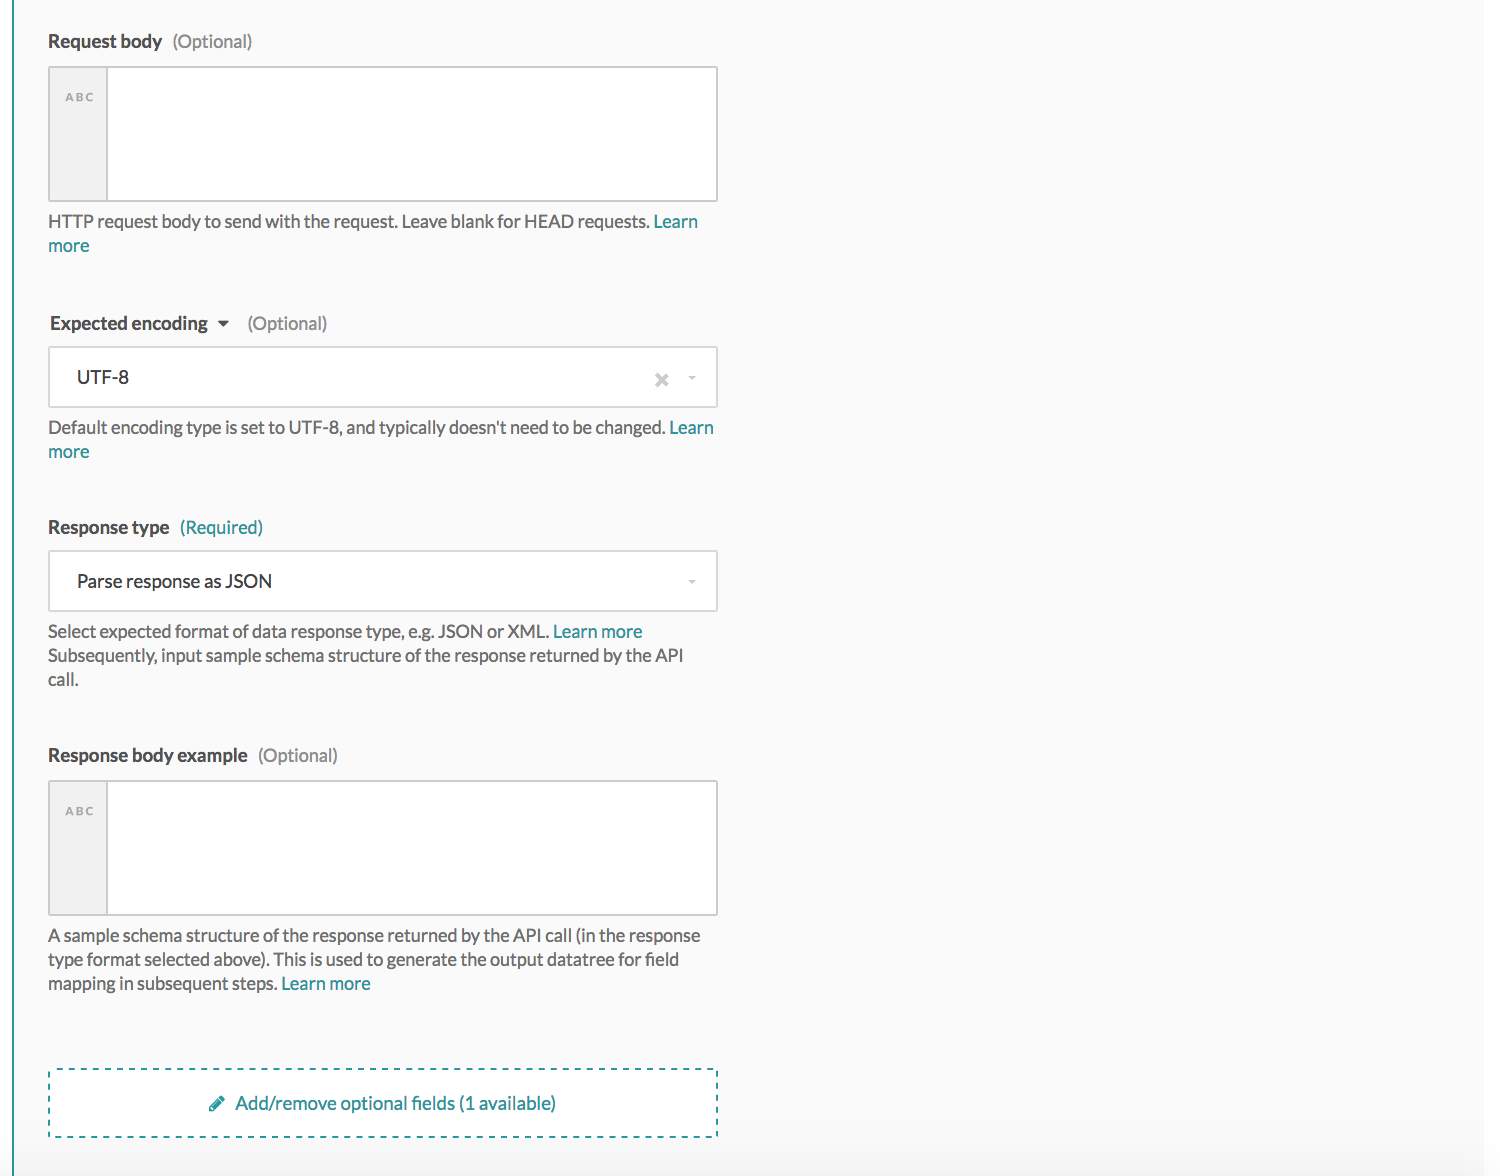 Request body (Optional)
ABC
HTTP request body to send with the request. Leave blank for HEAD requests. Learn
more
Expected encoding (Optional)
UTF-8
Default encoding type is set to UTF-8, and typically doesn't need to be changed. Learn
more
Response type (Required)
Parse response as JSON
Select expected format of data response type, e.g. JSON or XML. Learn more
Subsequently, input sample schema structure of the response returned by the API
call.
Response body example (Optional)
ABC
A sample schema structure of the response returned by the API call (in the response
type format selected above). This is used to generate the output datatree for field
mapping in subsequent steps. Learn more
Add/remove optional fields (1 available)